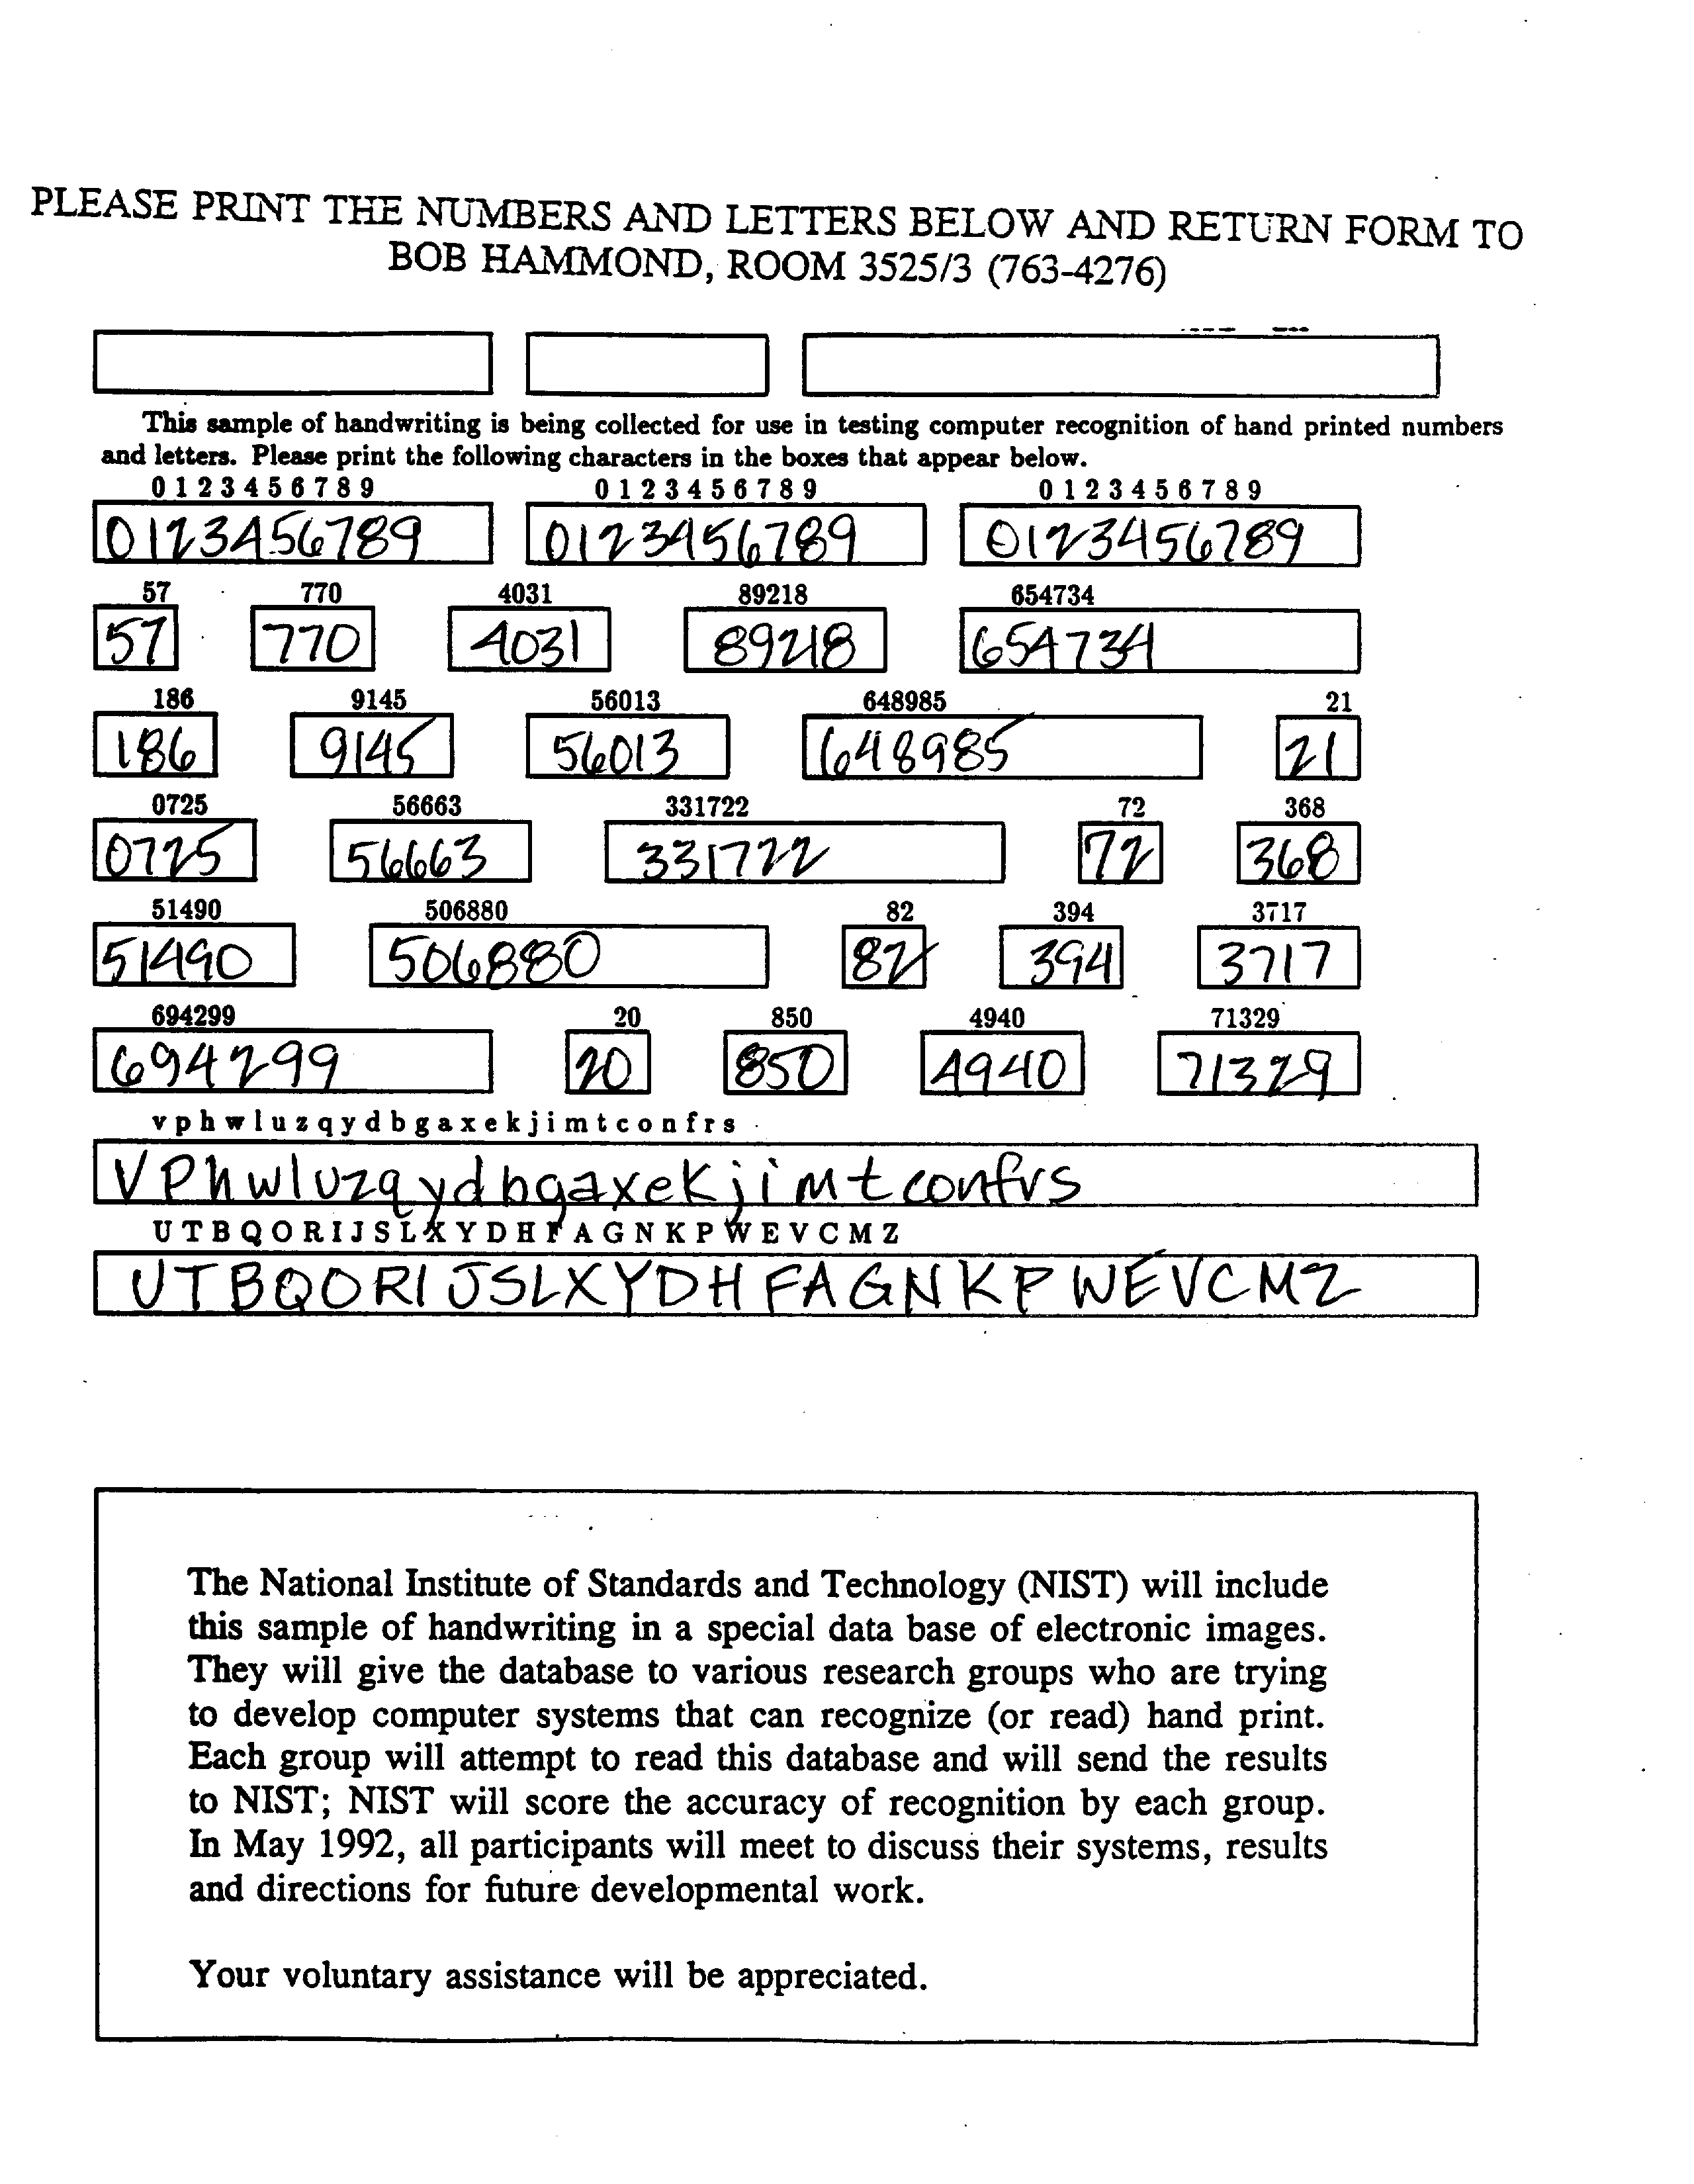 PLEASE PRINT THE NUMBERS AND LETTERS BELOW AND RETURN FORM TO
BOB HAMMOND, ROOM 3525/3 (763-4276)
This sample of handwriting is being collected for use in testing computer recognition of hand printed numbers
and letters. Please print the following characters in the boxes that appear below.
0 1 2 3 4 5 6 7 8 9 0 1 2 3 4 5 6 7 8 9 0 1 2 3 4 5 6 7 8 9
0123456789 0123456789 0123456789
57 770 4031 89218 654734
57 770 4031 89218 654734
186 9145 56013 648985 21
186 9145 56013 648985 21
0725 56663 331722 72 368
0725 56663 331722 72 368
51490 506880 82 394 3717
51490 506880 82 394 3717
694299 20 850 4940 71329
694299 20 850 4940 71329
v p h w l u z q y d b g a x e k j i m t c o n f r s
vphwluzqydbgaxekjimtconfrs
U T B Q O R I J S L X Y D H F A G N K P W E V C M Z
UTBQORIJSLXYDHFAGNKPWEVCMZ
The National Institute of Standards and Technology (NIST) will include
this sample of handwriting in a special data base of electronic images.
They will give the database to various research groups who are trying
to develop computer systems that can recognize (or read) hand print.
Each group will attempt to read this database and will send the results
to NIST; NIST will score the accuracy of recognition by each group.
In May 1992, all participants will meet to discuss their systems, results
and directions for future developmental work.
Your voluntary assistance will be appreciated.